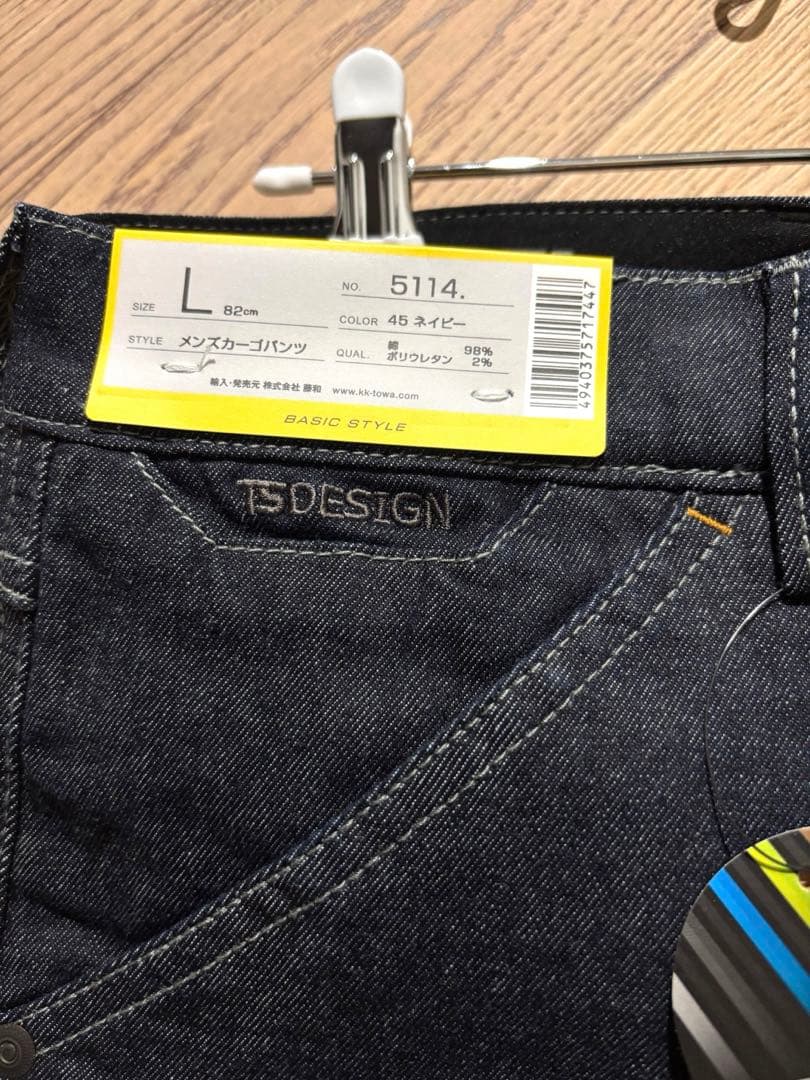 SIZE L 82cm
NO. 5114.
COLOR 45 ネイビー
STYLE メンズカーゴパンツ
QUAL. 綿 98%
ポリウレタン 2%
輸入・発売元 株式会社 藤和 www.kk-towa.com
4940375717447
BASIC STYLE
TSDESIGN